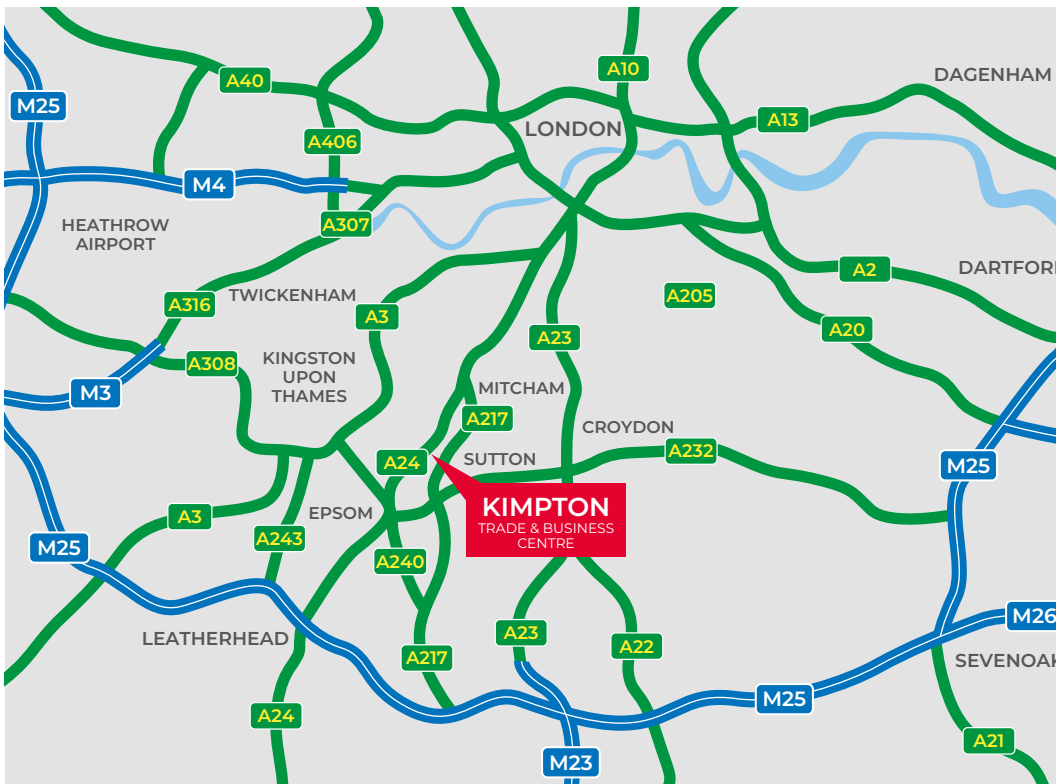 A10
DAGENHAM
A40
M25
A13
LONDON
A406
M4
A307
HEATHROW
AIRPORT
A2
DARTFOR
TWICKENHAM
A205
A316
A3
A20
A23
KINGSTON
UPON
THAMES
A308
M3
MITCHAM
A217
CROYDON
A232
A24
SUTTON
M25
KIMPTON
TRADE & BUSINESS
CENTRE
EPSOM
A3
A243
M25
A240
M26
A23
LEATHERHEAD
A22
A217
SEVENOAK
M25
A24
A21
M23